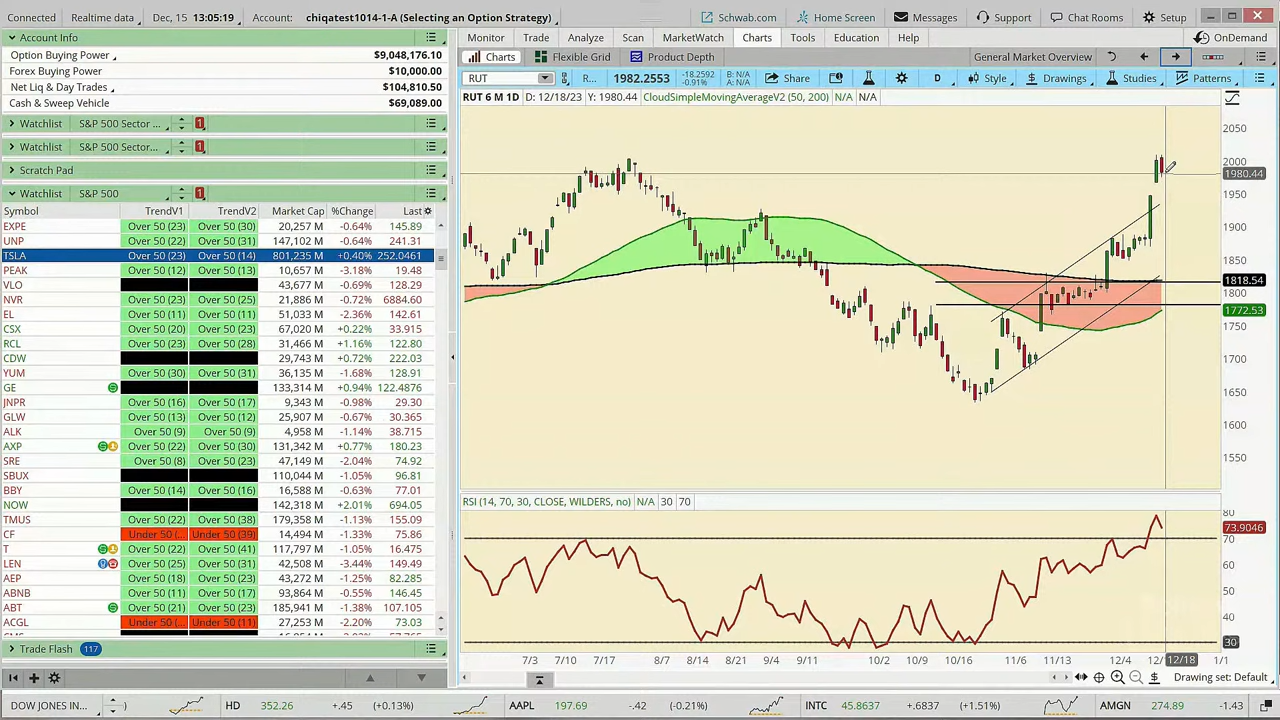 Connected Realtime data Dec, 15 13:05:19 Account: chiqatest1014-1-A (Selecting an Option Strategy) Schwab.com Home Screen Messages Support Chat Rooms Setup
Account Info
Option Buying Power $9,048,176.10
Forex Buying Power $10,000.00
Net Liq & Day Trades $104,810.50
Cash & Sweep Vehicle $69,089.00
Watchlist S&P 500 Sector ... 1
Watchlist S&P 500 Sector... 1
Scratch Pad
Watchlist S&P 500 1
Symbol TrendV1 TrendV2 Market Cap %Change Last
EXPE Over 50 (23) Over 50 (30) 20,257 M -0.64% 145.89
UNP Over 50 (22) Over 50 (31) 147,102 M -0.64% 241.31
TSLA Over 50 (23) Over 50 (14) 801,235 M +0.40% 252.0461
PEAK Over 50 (12) Over 50 (13) 10,657 M -3.18% 19.48
VLO 43,677 M -0.69% 128.29
NVR Over 50 (23) Over 50 (25) 21,886 M -0.72% 6884.60
EL Over 50 (11) Over 50 (11) 51,116 M -2.36% 142.61
CSX Over 50 (20) Over 50 (23) 67,020 M +0.22% 33.915
RCL Over 50 (23) Over 50 (28) 31,466 M +1.16% 122.80
CDW 29,743 M +0.72% 222.03
YUM Over 50 (30) Over 50 (31) 36,135 M -1.68% 128.91
GE 133,314 M +0.94% 122.4876
JNPR Over 50 (16) Over 50 (17) 9,343 M -0.98% 29.30
GLW Over 50 (13) Over 50 (12) 25,907 M -0.67% 30.365
ALK Over 50 (9) Over 50 (9) 4,958 M -1.14% 38.715
AXP Over 50 (22) Over 50 (30) 131,342 M +0.77% 180.23
SRE Over 50 (8) Over 50 (23) 47,149 M -2.04% 74.92
SBUX 110,044 M -1.05% 96.81
BBY Over 50 (14) Over 50 (16) 16,588 M -0.63% 77.01
NOW 142,318 M +2.01% 694.05
TMUS Over 50 (22) Over 50 (38) 179,358 M -1.13% 155.09
CF Under 50 (... Under 50 (39) 14,494 M -1.33% 75.86
T Over 50 (22) Over 50 (41) 117,797 M -1.05% 16.475
LEN Over 50 (25) Over 50 (31) 42,508 M -3.44% 149.49
AEP Over 50 (18) Over 50 (23) 43,272 M -1.25% 82.285
ABNB Over 50 (11) Over 50 (17) 93,864 M -0.55% 146.45
ABT Over 50 (21) Over 50 (23) 185,941 M -1.38% 107.105
ACGL Under 50 (... Under 50 (11) 27,253 M -2.20% 73.03
Trade Flash 117
Monitor Trade Analyze Scan MarketWatch Charts Tools Education Help OnDemand
Charts Flexible Grid Product Depth General Market Overview
RUT R... 1982.2553 -18.2592 -0.91% B: N/A A: N/A Share D Style Drawings Studies Patterns
RUT 6 M 1D D: 12/18/23 Y: 1980.44 CloudSimpleMovingAverageV2 (50, 200) N/A N/A
2050
2000
1980.44
1950
1900
1850
1818.54
1800
1772.53
1750
1700
1650
1600
1550
RSI (14, 70, 30, CLOSE, WILDERS, no) N/A 30 70
80
73.9046
70
60
50
40
30
7/3 7/10 7/17 8/7 8/14 8/21 9/4 9/11 10/2 10/9 10/16 11/6 11/13 12/4 12/ 12/18 1/1
Drawing set: Default
DOW JONES IN... HD 352.26 +.45 (+0.13%) AAPL 197.69 -.42 (-0.21%) INTC 45.8637 +.6837 (+1.51%) AMGN 274.89 -1.43